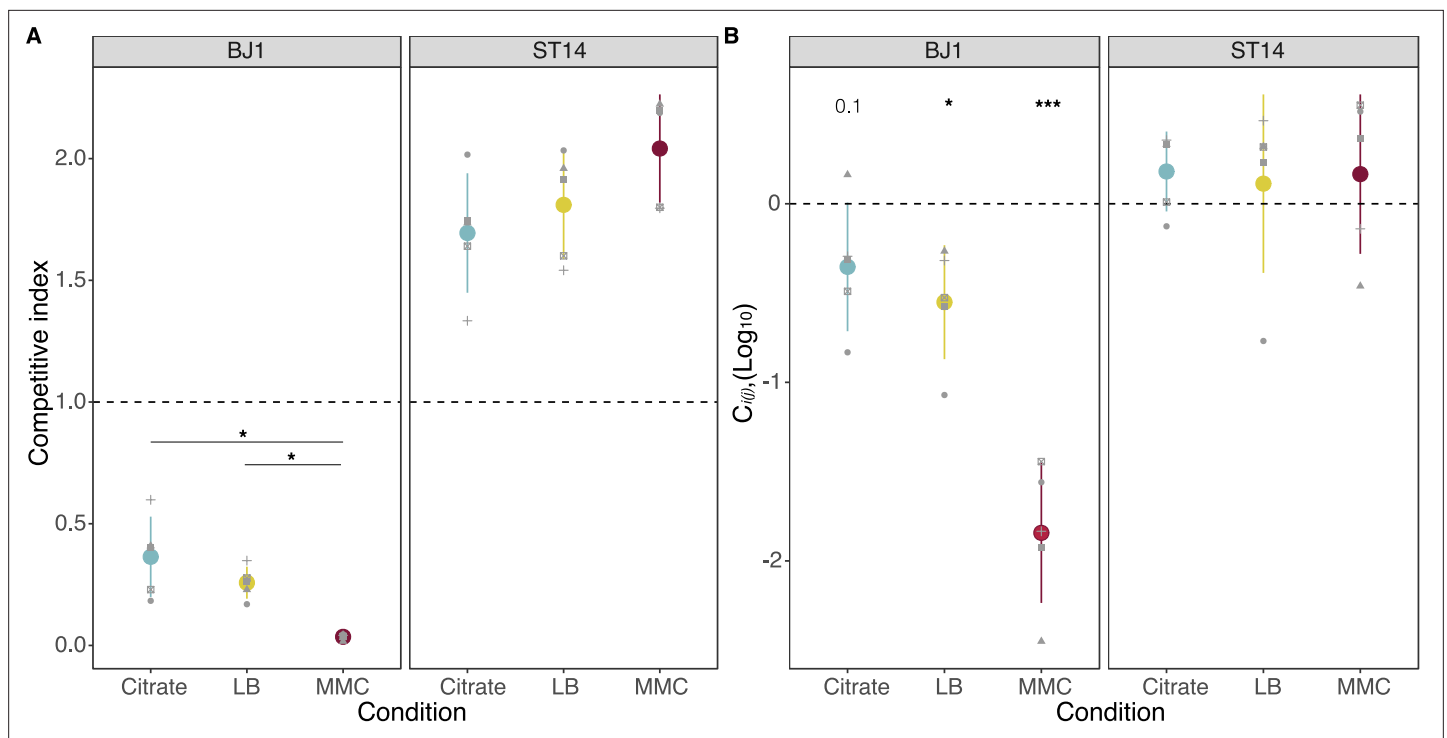 A
BJ1
ST14
Competitive index
2.0
1.5
1.0
0.5
0.0
*
*
Citrate
LB
MMC
Citrate
LB
MMC
Condition
B
BJ1
ST14
C i(j),(Log10)
0
-1
-2
0.1
*
***
Citrate
LB
MMC
Citrate
LB
MMC
Condition